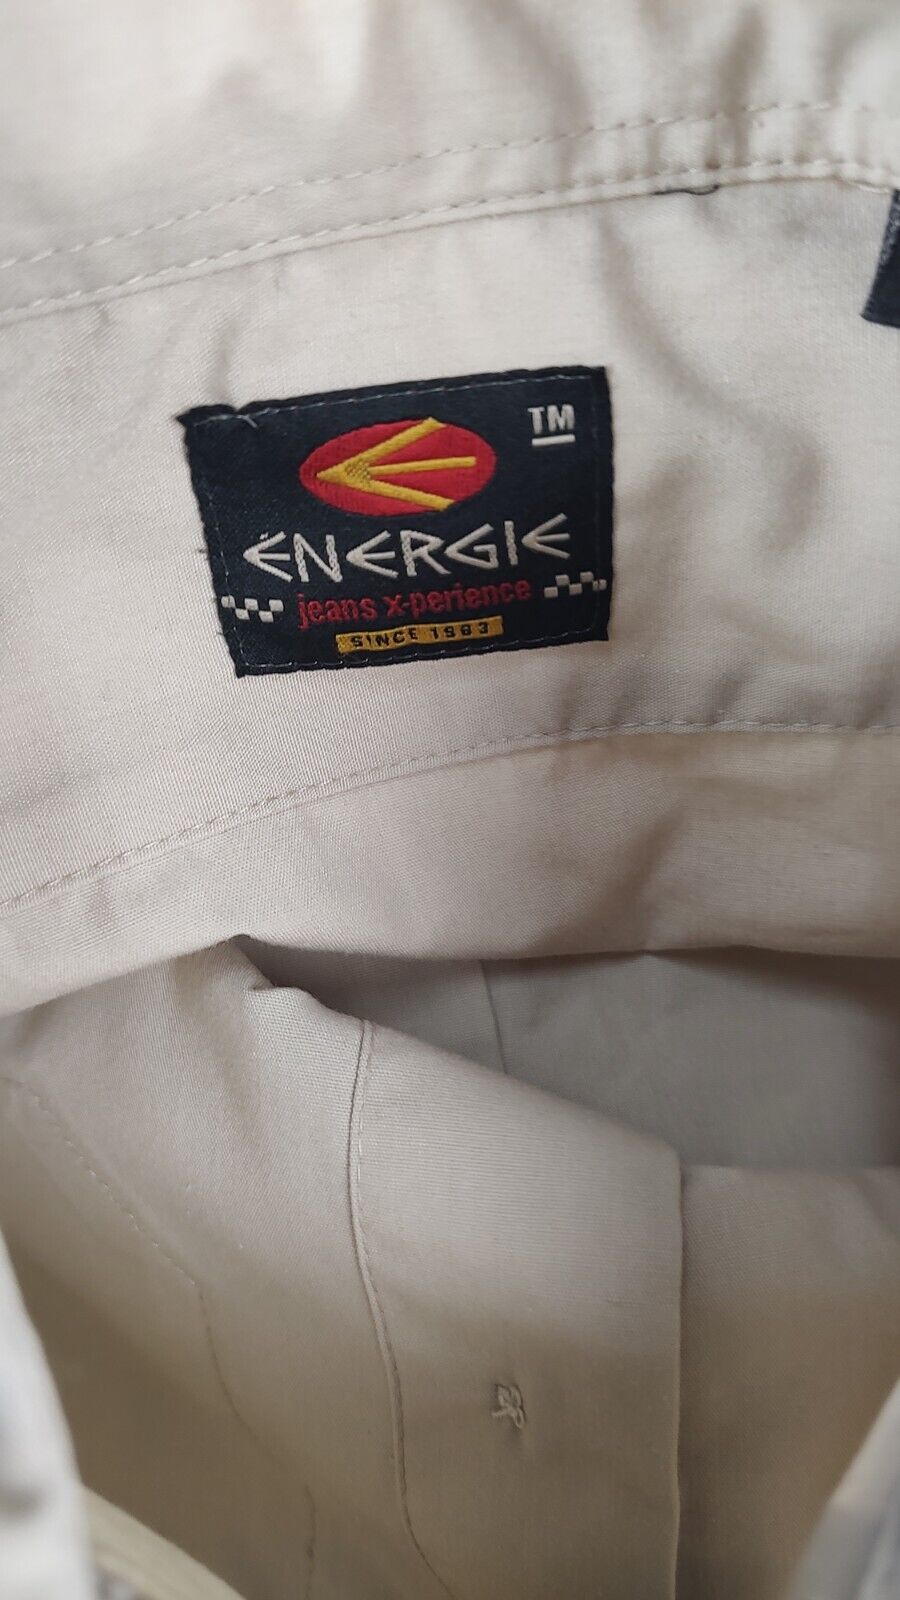 TM
ENERGIE
jeans x-perience
SINCE 1983